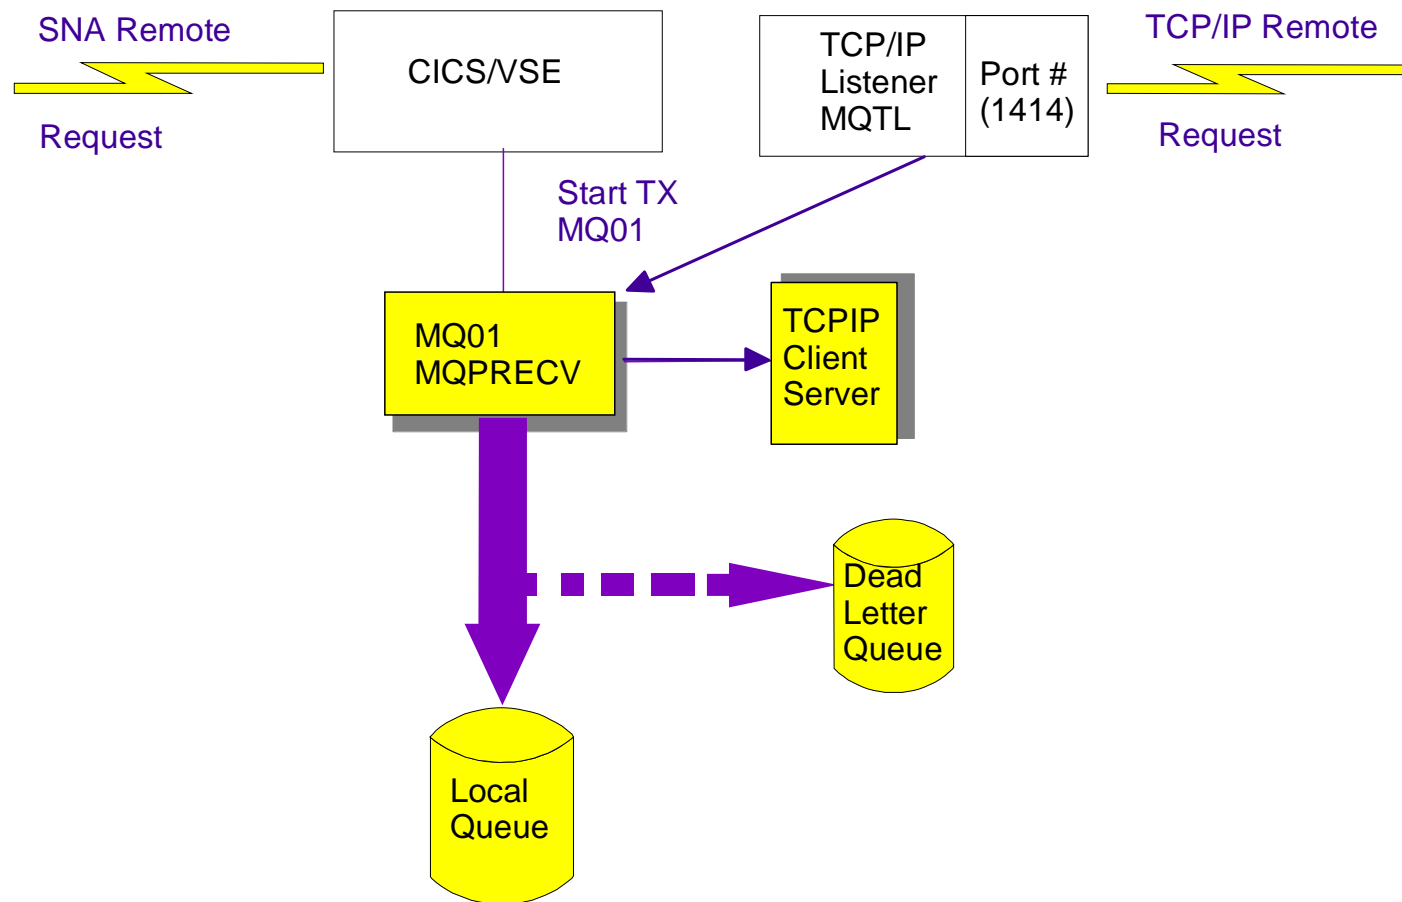 SNA Remote
Request
CICS/VSE
TCP/IP
Listener
MQTL
Port #
(1414)
TCP/IP Remote
Request
Start TX
MQ01
MQ01
MQPRECV
TCPIP
Client
Server
Dead
Letter
Queue
Local
Queue